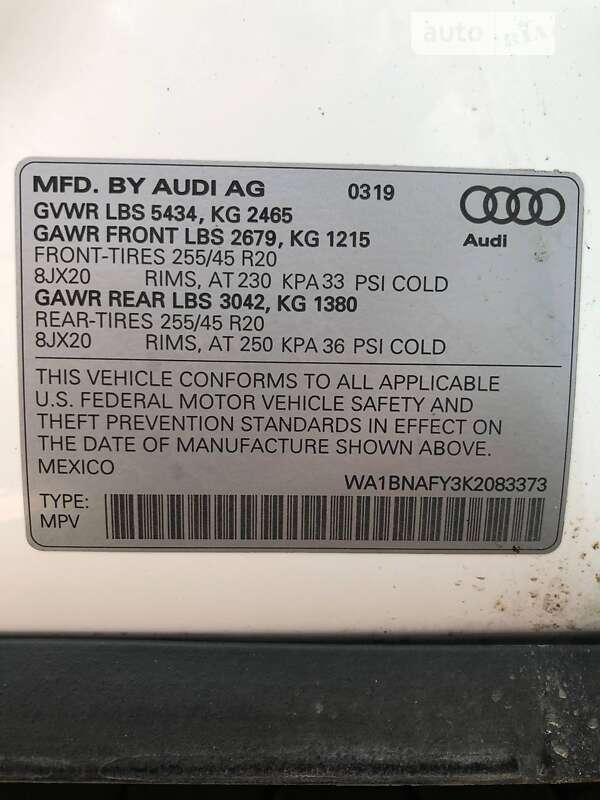 auto RIA
MFD. BY AUDI AG 0319
GVWR LBS 5434, KG 2465
GAWR FRONT LBS 2679, KG 1215
Audi
FRONT-TIRES 255/45 R20
8JX20 RIMS, AT 230 KPA 33 PSI COLD
GAWR REAR LBS 3042, KG 1380
REAR-TIRES 255/45 R20
8JX20 RIMS, AT 250 KPA 36 PSI COLD
THIS VEHICLE CONFORMS TO ALL APPLICABLE
U.S. FEDERAL MOTOR VEHICLE SAFETY AND
THEFT PREVENTION STANDARDS IN EFFECT ON
THE DATE OF MANUFACTURE SHOWN ABOVE.
MEXICO WA1BNAFY3K2083373
TYPE:
MPV